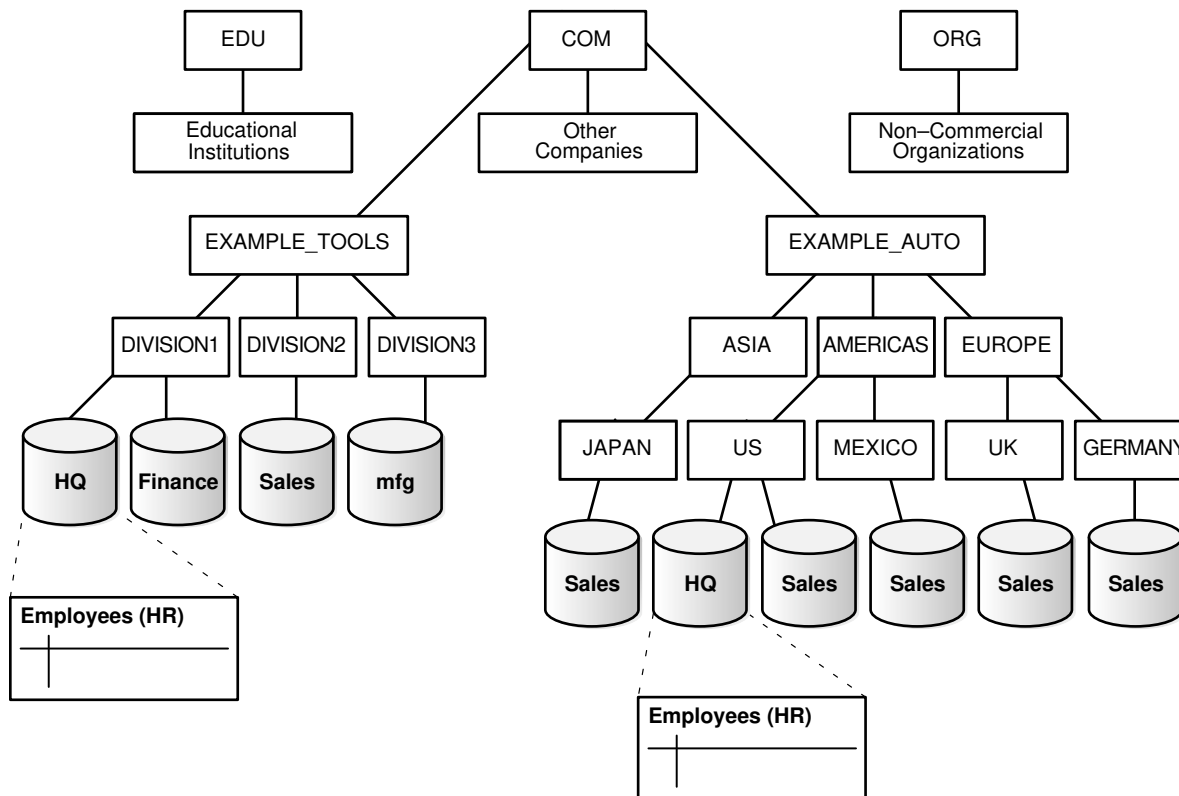 EDU
COM
ORG
Educational
Institutions
Other
Companies
Non–Commercial
Organizations
EXAMPLE_TOOLS
EXAMPLE_AUTO
DIVISION1
DIVISION2
DIVISION3
ASIA
AMERICAS
EUROPE
HQ
Finance
Sales
mfg
JAPAN
US
MEXICO
UK
GERMANY
Sales
HQ
Sales
Sales
Sales
Sales
Employees (HR)
Employees (HR)